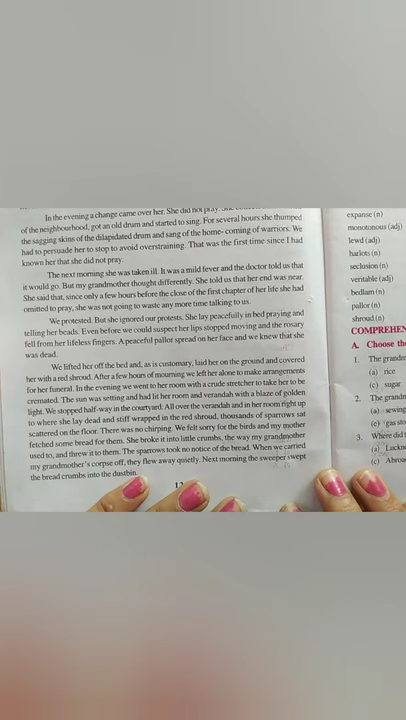 In the evening a change came over her. She did not pray. She
of the neighbourhood, got an old drum and started to sing. For several hours she thumped
the sagging skins of the dilapidated drum and sang of the home- coming of warriors. We
had to persuade her to stop to avoid overstraining. That was the first time since I had
known her that she did not pray.
The next morning she was taken ill. It was a mild fever and the doctor told us that
it would go. But my grandmother thought differently. She told us that her end was near.
She said that, since only a few hours before the close of the first chapter of her life she had
omitted to pray, she was not going to waste any more time talking to us.
We protested. But she ignored our protests. She lay peacefully in bed praying and
telling her beads. Even before we could suspect her lips stopped moving and the rosary
fell from her lifeless fingers. A peaceful pallor spread on her face and we knew that she
was dead.
We lifted her off the bed and, as is customary, laid her on the ground and covered
her with a red shroud. After a few hours of mourning we left her alone to make arrangements
for her funeral. In the evening we went to her room with a crude stretcher to take her to be
cremated. The sun was setting and had lit her room and verandah with a blaze of golden
light. We stopped half-way in the courtyard. All over the verandah and in her room right up
to where she lay dead and stiff wrapped in the red shroud, thousands of sparrows sat
scattered on the floor. There was no chirping. We felt sorry for the birds and my mother
fetched some bread for them. She broke it into little crumbs, the way my grandmother
used to, and threw it to them. The sparrows took no notice of the bread. When we carried
my grandmother's corpse off, they flew away quietly. Next morning the sweeper swept
the bread crumbs into the dustbin.
expanse (n)
monotonous (adj)
lewd (adj)
harlots (n)
seclusion (n)
veritable (adj)
bedlam (n)
pallor (n)
shroud (n)
COMPREHEN
A. Choose the
1. The grandm
(a) rice
(c) sugar
2. The grandn
(a) sewing
(c) gas sto
3. Where did t
(a) Luckn
(c) Abroa